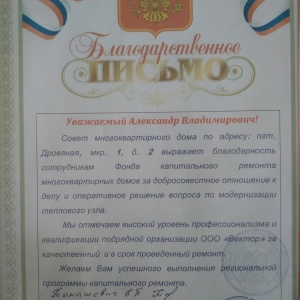 Благодарственное
ПИСЬМО
Уважаемый Александр Владимирович!
Совет многоквартирного дома по адресу: пгт.
Дровяная, мкр. 1, д. 2 выражает благодарность
сотрудникам Фонда капитального ремонта
многоквартирных домов за добросовестное отношение к
делу и оперативное решение вопроса по модернизации
теплового узла.
Мы отмечаем высокий уровень профессионализма и
квалификации подрядной организации ООО «Вектор» за
качественный и в срок проведенный ремонт.
Желаем Вам успешного выполнения региональной
программы капитального ремонта.